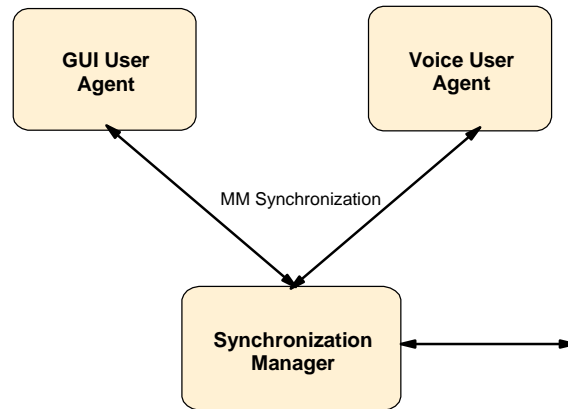 GUI User
Agent
Voice User
Agent
MM Synchronization
Synchronization
Manager